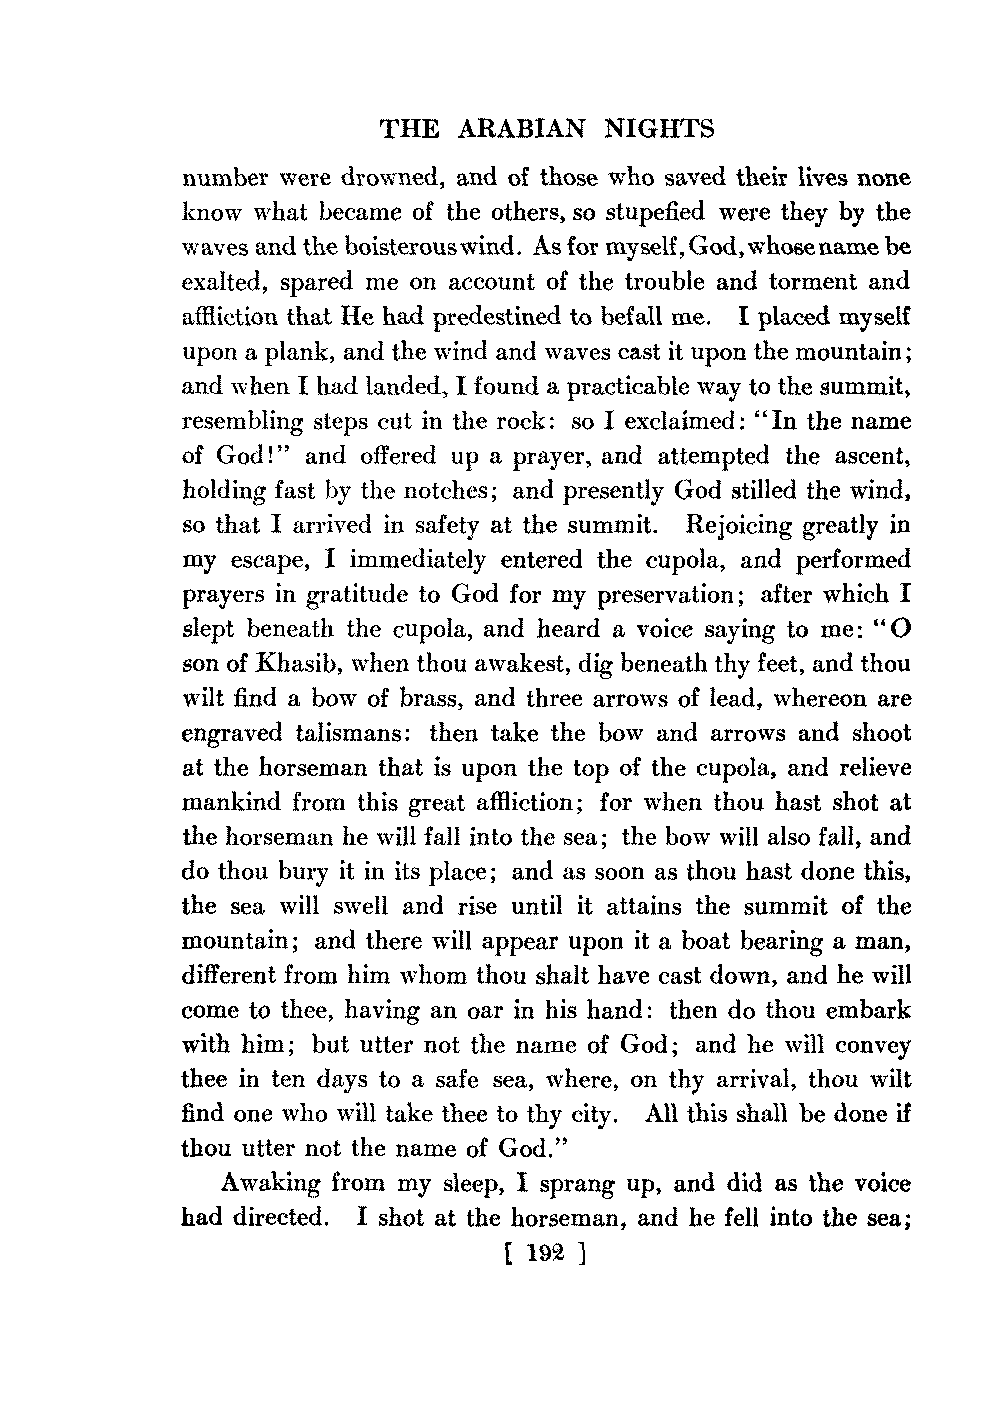 THE ARABIAN NIGHTS
number were drowned, and of those who saved their lives none
know what became of the others, so stupefied were they by the
waves and the boisterous wind. As for myself, God, whose name be
exalted, spared me on account of the trouble and torment and
affliction that He had predestined to befall me. I placed myself
upon a plank, and the wind and waves cast it upon the mountain;
and when I had landed, I found a practicable way to the summit,
resembling steps cut in the rock: so I exclaimed: “In the name
of God!” and offered up a prayer, and attempted the ascent,
holding fast by the notches; and presently God stilled the wind,
so that I arrived in safety at the summit. Rejoicing greatly in
my escape, I immediately entered the cupola, and performed
prayers in gratitude to God for my preservation; after which I
slept beneath the cupola, and heard a voice saying to me: “O
son of Khasib, when thou awakest, dig beneath thy feet, and thou
wilt find a bow of brass, and three arrows of lead, whereon are
engraved talismans: then take the bow and arrows and shoot
at the horseman that is upon the top of the cupola, and relieve
mankind from this great affliction; for when thou hast shot at
the horseman he will fall into the sea; the bow will also fall, and
do thou bury it in its place; and as soon as thou hast done this,
the sea will swell and rise until it attains the summit of the
mountain; and there will appear upon it a boat bearing a man,
different from him whom thou shalt have cast down, and he will
come to thee, having an oar in his hand: then do thou embark
with him; but utter not the name of God; and he will convey
thee in ten days to a safe sea, where, on thy arrival, thou wilt
find one who will take thee to thy city. All this shall be done if
thou utter not the name of God.”
Awaking from my sleep, I sprang up, and did as the voice
had directed. I shot at the horseman, and he fell into the sea;
[ 192 ]